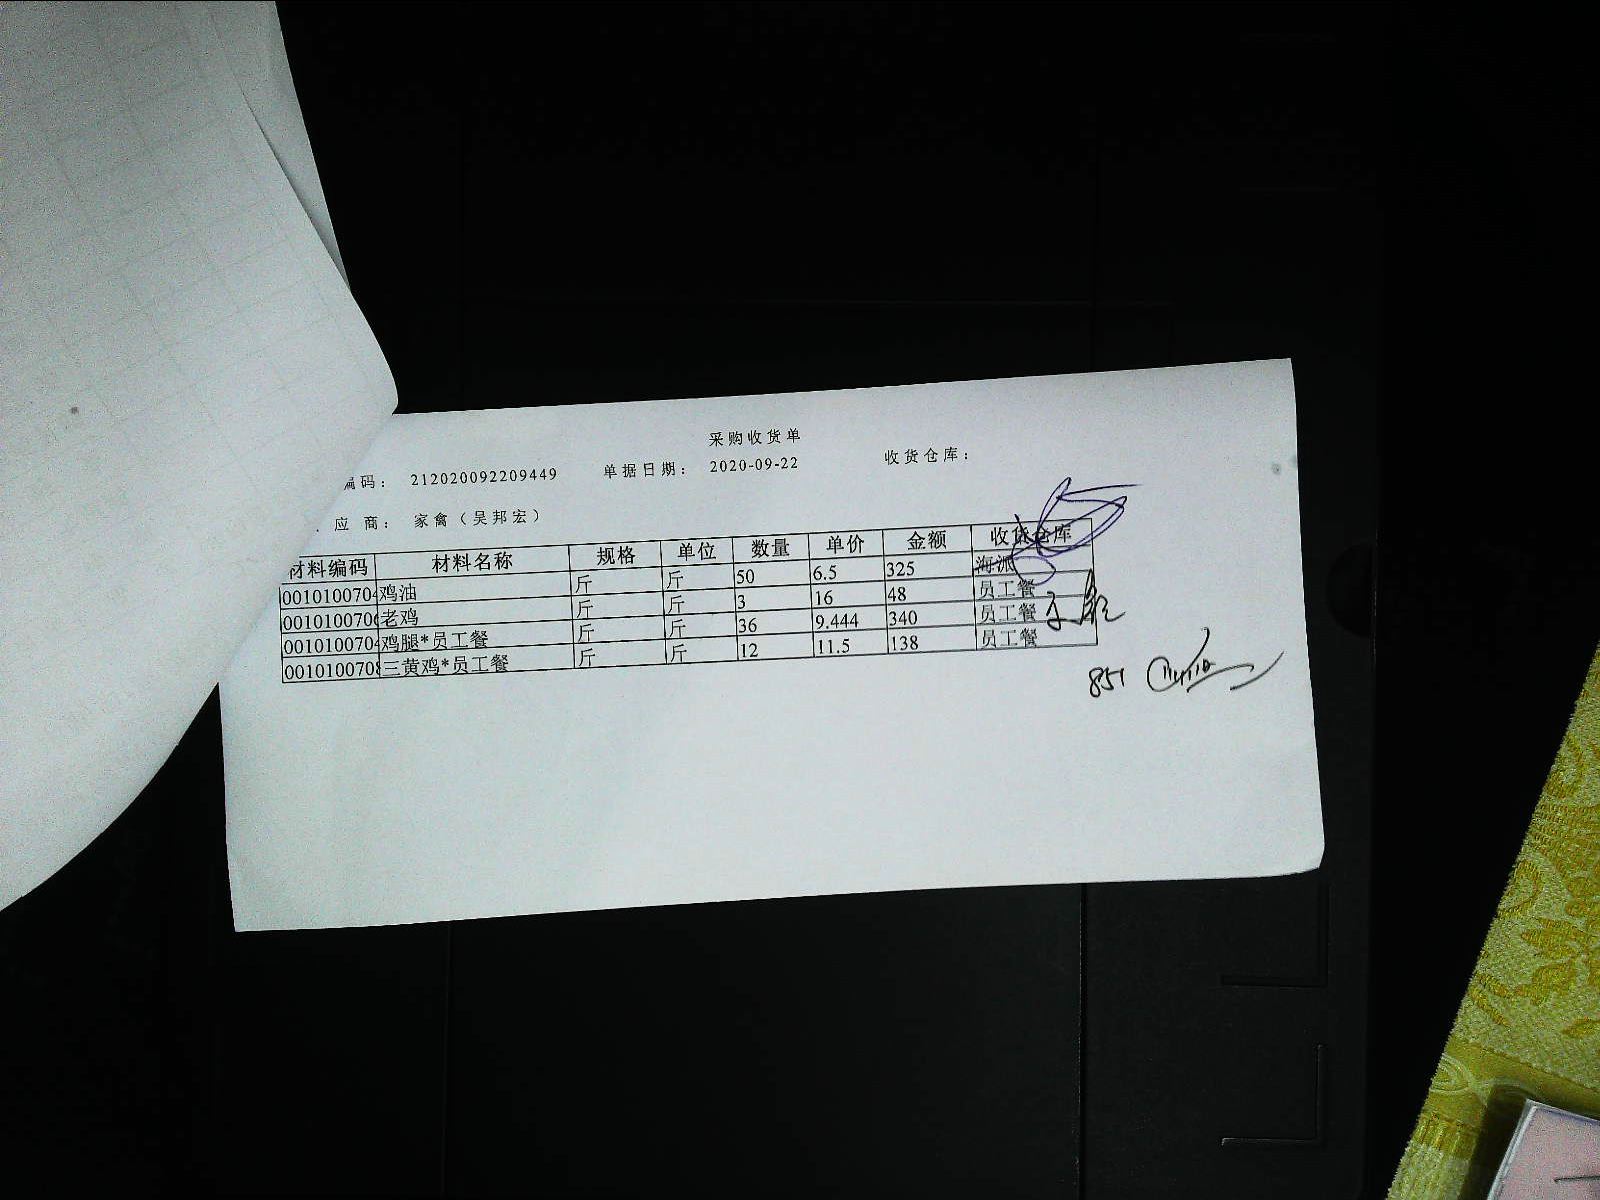 采购收货单
编码： 212020092209449 单据日期： 2020-09-22 收货仓库：
应商： 家禽（吴邦宏）
材料编码 材料名称 规格 单位 数量 单价 金额 收货仓库
0010100704 鸡油 斤 斤 50 6.5 325 海派
001010070 老鸡 斤 斤 3 16 48 员工餐
0010100704 鸡腿*员工餐 斤 斤 36 9.444 340 员工餐
0010100708 三黄鸡*员工餐 斤 斤 12 11.5 138 员工餐
851